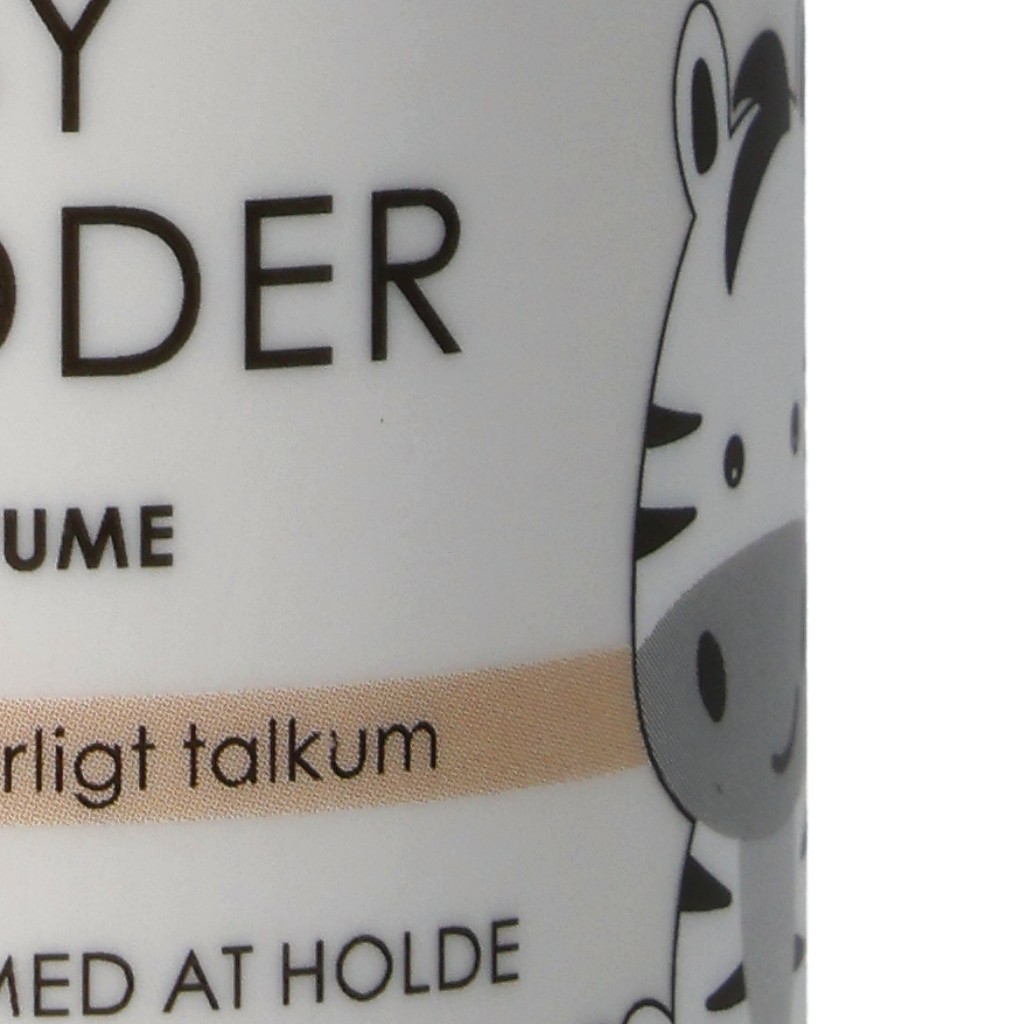 Y
DER
UME
rligt talkum
MED AT HOLDE